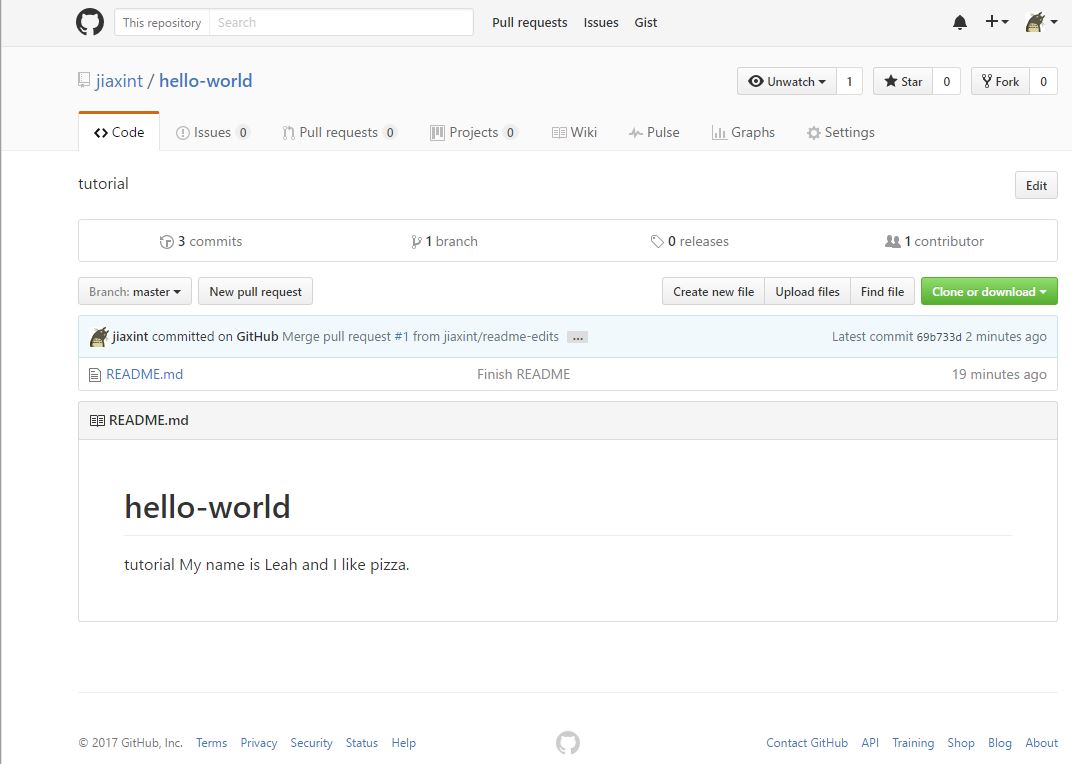 This repository Search Pull requests Issues Gist
jiaxint / hello-world Unwatch 1 Star 0 Fork 0
Code Issues 0 Pull requests 0 Projects 0 Wiki Pulse Graphs Settings
tutorial Edit
3 commits 1 branch 0 releases 1 contributor
Branch: master New pull request Create new file Upload files Find file Clone or download
jiaxint committed on GitHub Merge pull request #1 from jiaxint/readme-edits ... Latest commit 69b733d 2 minutes ago
README.md Finish README 19 minutes ago
README.md
hello-world
tutorial My name is Leah and I like pizza.
© 2017 GitHub, Inc. Terms Privacy Security Status Help Contact GitHub API Training Shop Blog About